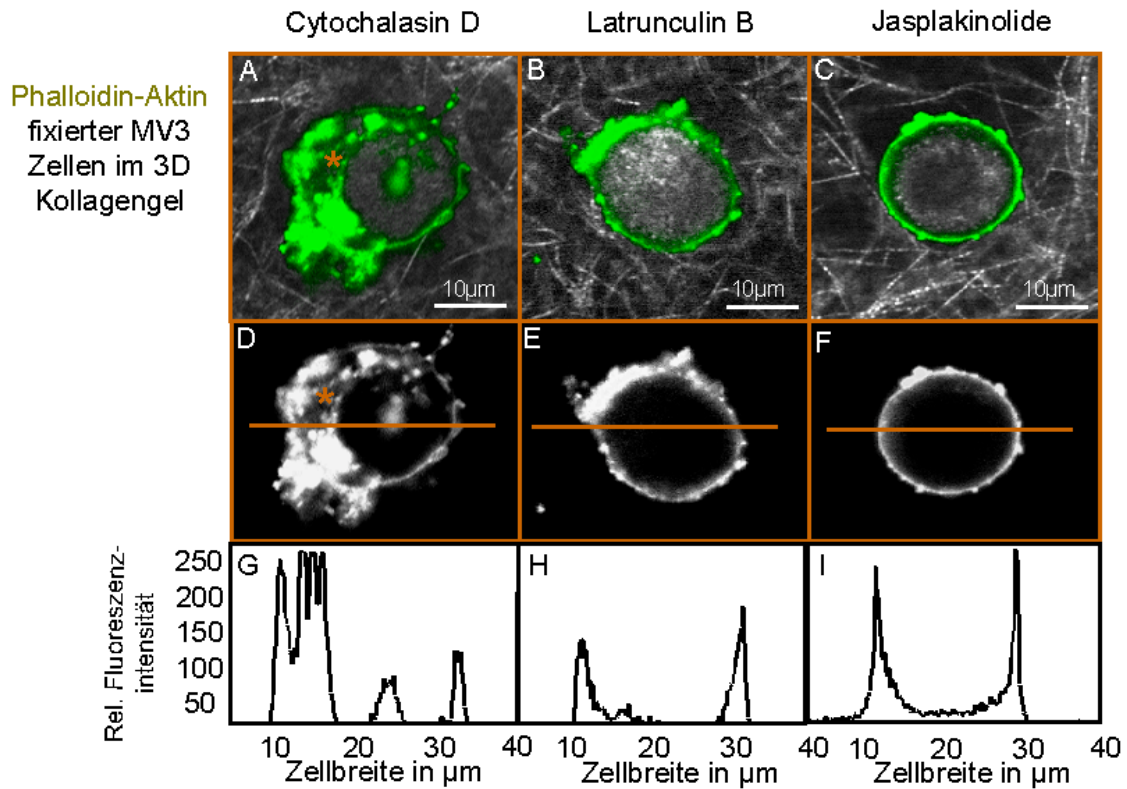 Cytochalasin D
Latrunculin B
Jasplakinolide
Phalloidin-Aktin
fixierter MV3
Zellen im 3D
Kollagengel
A
*
10µm
B
10µm
C
10µm
D
*
E
F
Rel. Fluoreszenz-
intensität
250
200
150
100
50
G
H
I
10 20 30 40
10 20 30 40
10 20 30 40
Zellbreite in µm
Zellbreite in µm
Zellbreite in µm